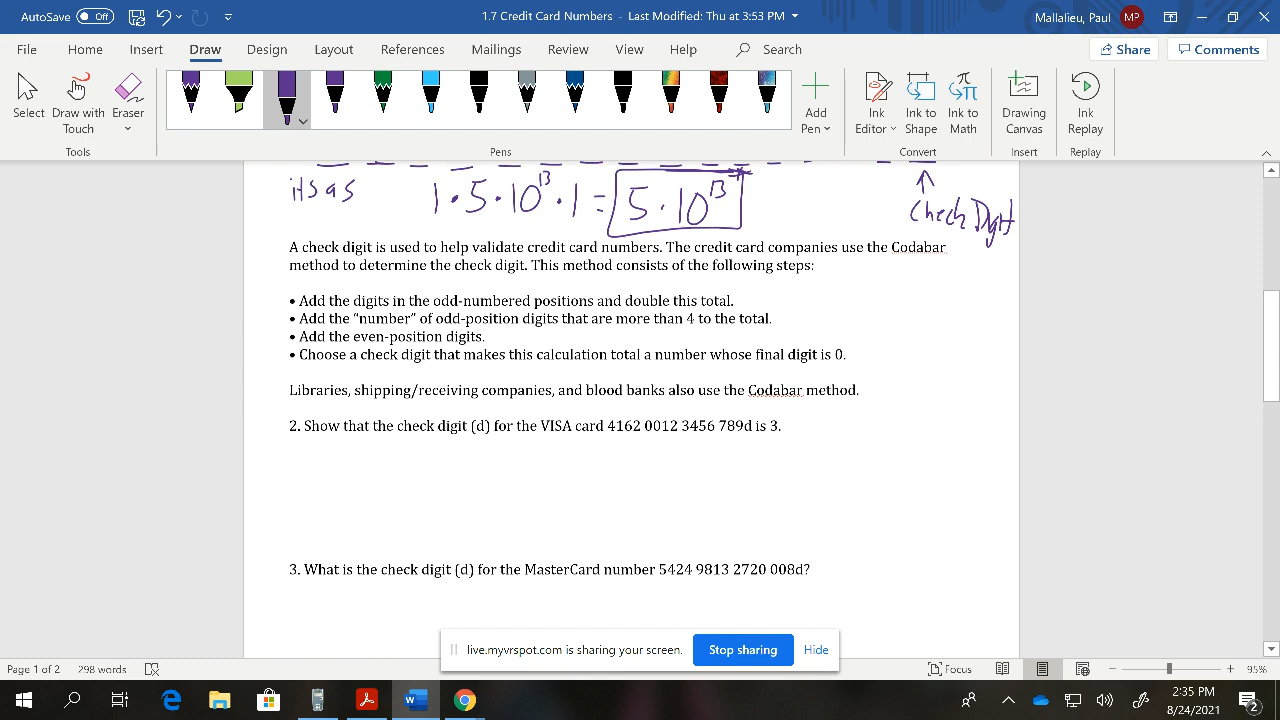 AutoSave Off 1.7 Credit Card Numbers - Last Modified: Thu at 3:53 PM Mallalieu, Paul MP
File Home Insert Draw Design Layout References Mailings Review View Help Search Share Comments
Select Draw with Touch Eraser Add Pen Ink Editor Ink to Shape Ink to Math Drawing Canvas Ink Replay
Tools Pens Convert Insert Replay
its as 1 · 5 · 10^13 · 1 = 5 · 10^13
Check Digit
A check digit is used to help validate credit card numbers. The credit card companies use the Codabar
method to determine the check digit. This method consists of the following steps:
• Add the digits in the odd-numbered positions and double this total.
• Add the “number” of odd-position digits that are more than 4 to the total.
• Add the even-position digits.
• Choose a check digit that makes this calculation total a number whose final digit is 0.
Libraries, shipping/receiving companies, and blood banks also use the Codabar method.
2. Show that the check digit (d) for the VISA card 4162 0012 3456 789d is 3.
3. What is the check digit (d) for the MasterCard number 5424 9813 2720 008d?
live.myvrspot.com is sharing your screen. Stop sharing Hide
Page 1 of 2 298 words Focus 95%
2:35 PM
8/24/2021
2